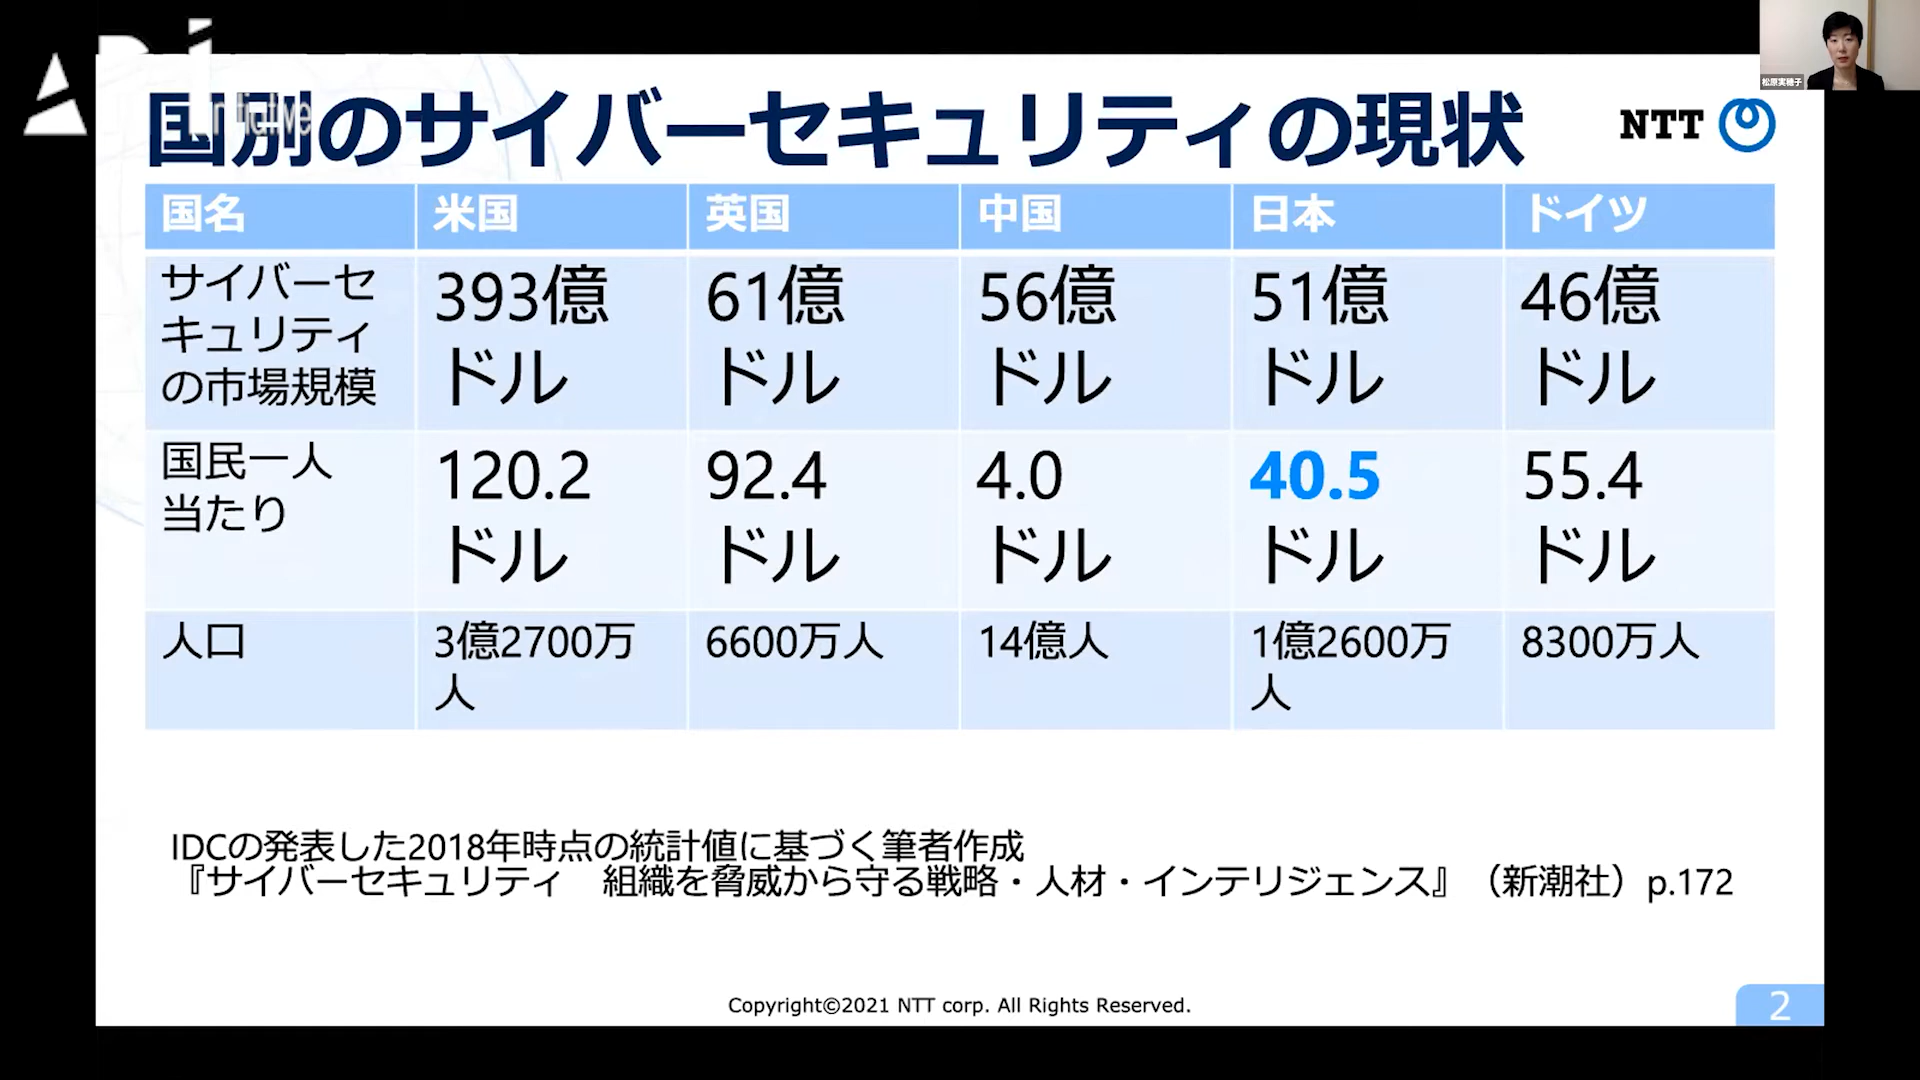 API Initiative
松原実穂子
国別のサイバーセキュリティの現状
NTT
国名 米国 英国 中国 日本 ドイツ
サイバーセ
キュリティ
の市場規模
393億
ドル
61億
ドル
56億
ドル
51億
ドル
46億
ドル
国民一人
当たり
120.2
ドル
92.4
ドル
4.0
ドル
40.5
ドル
55.4
ドル
人口
3億2700万
人
6600万人
14億人
1億2600万
人
8300万人
IDCの発表した2018年時点の統計値に基づく筆者作成
『サイバーセキュリティ　組織を脅威から守る戦略・人材・インテリジェンス』（新潮社）p.172
Copyright©2021 NTT corp. All Rights Reserved.
2